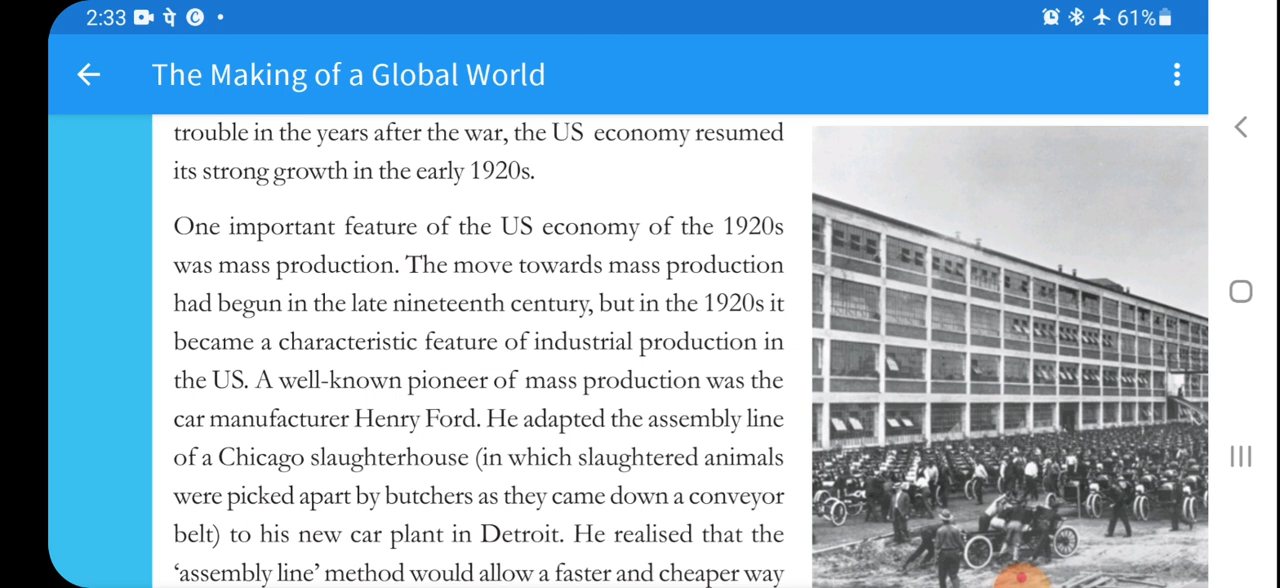 2:33 पे C
61%
The Making of a Global World
trouble in the years after the war, the US economy resumed
its strong growth in the early 1920s.
One important feature of the US economy of the 1920s
was mass production. The move towards mass production
had begun in the late nineteenth century, but in the 1920s it
became a characteristic feature of industrial production in
the US. A well-known pioneer of mass production was the
car manufacturer Henry Ford. He adapted the assembly line
of a Chicago slaughterhouse (in which slaughtered animals
were picked apart by butchers as they came down a conveyor
belt) to his new car plant in Detroit. He realised that the
‘assembly line’ method would allow a faster and cheaper way